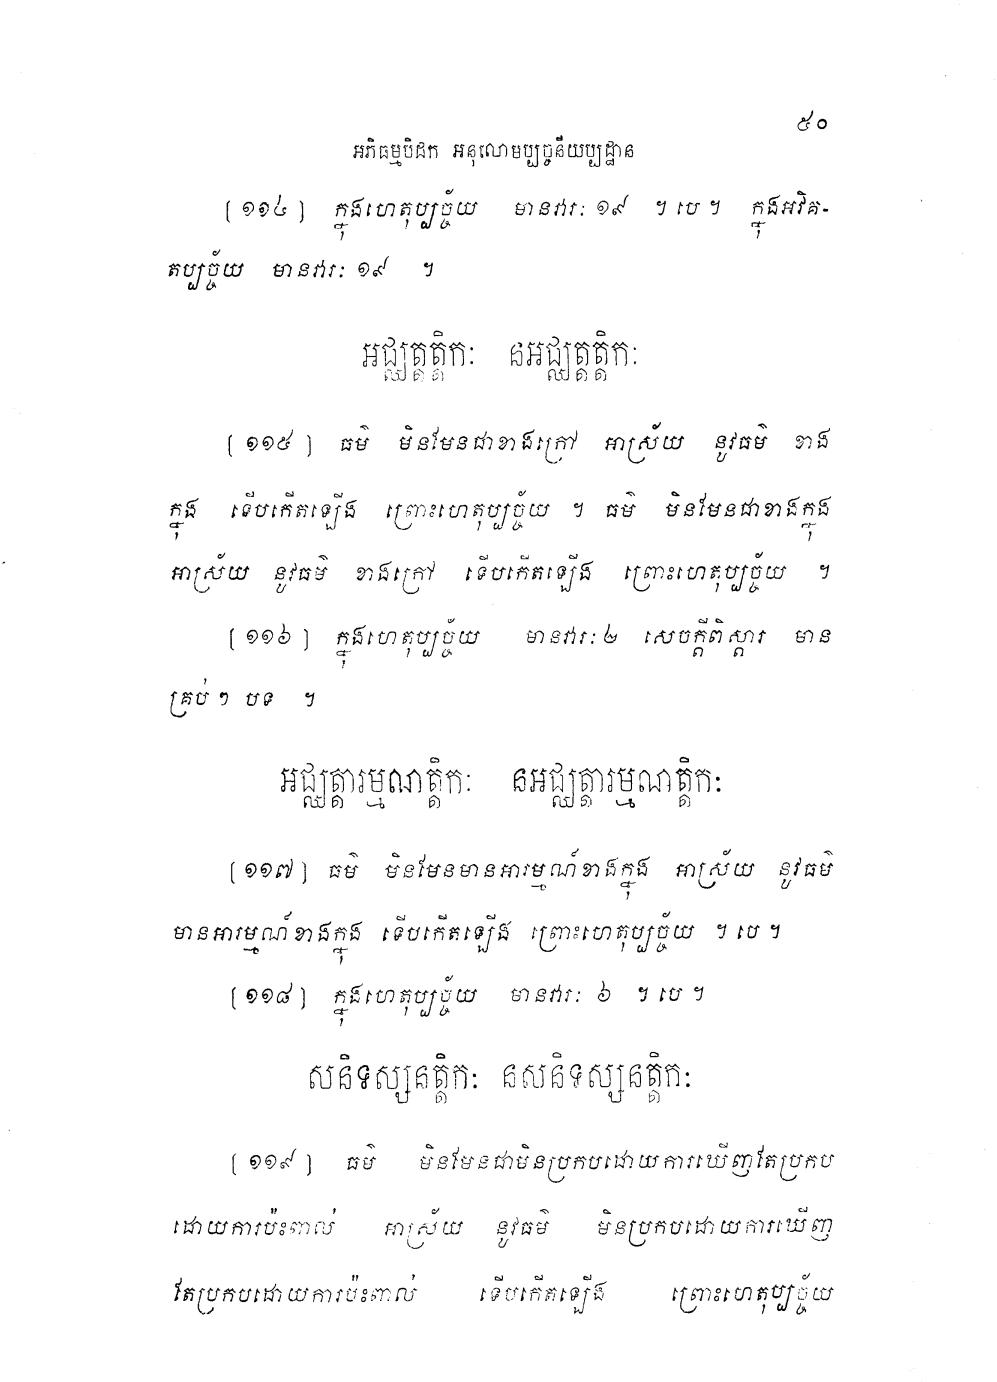 ៥០
អភិធម្មបិដក អនុលោមប្បច្ចនីយប្បដ្ឋាន
[១១៤] ក្នុងហេតុប្បច្ច័យ មានវារៈ ១៩ ។ បេ ។ ក្នុងអវិគ-
តប្បច្ច័យ មានវារៈ ១៩ ។
អជ្ឈត្តត្តិកៈ នអជ្ឈត្តត្តិកៈ
[១១៥] ធម៌ មិនមែនជាខាងក្រៅ អាស្រ័យ នូវធម៌ ខាង
ក្នុង ទើបកើតឡើង ព្រោះហេតុប្បច្ច័យ ។ ធម៌ មិនមែនជាខាងក្នុង
អាស្រ័យ នូវធម៌ ខាងក្រៅ ទើបកើតឡើង ព្រោះហេតុប្បច្ច័យ ។
[១១៦] ក្នុងហេតុប្បច្ច័យ មានវារៈ ២ សេចក្តីពិស្តារ មាន
គ្រប់ ៗ បទ ។
អជ្ឈត្តារម្មណត្តិកៈ នអជ្ឈត្តារម្មណត្តិកៈ
[១១៧] ធម៌ មិនមែនមានអារម្មណ៍ខាងក្នុង អាស្រ័យ នូវធម៌
មានអារម្មណ៍ខាងក្នុង ទើបកើតឡើង ព្រោះហេតុប្បច្ច័យ ។ បេ ។
[១១៨] ក្នុងហេតុប្បច្ច័យ មានវារៈ ៦ ។ បេ ។
សនិទស្សនត្តិកៈ នសនិទស្សនត្តិកៈ
[១១៩] ធម៌ មិនមែនជាមិនប្រកបដោយការឃើញតែប្រកប
ដោយការប៉ះពាល់ អាស្រ័យ នូវធម៌ មិនប្រកបដោយការឃើញ
តែប្រកបដោយការប៉ះពាល់ ទើបកើតឡើង ព្រោះហេតុប្បច្ច័យ